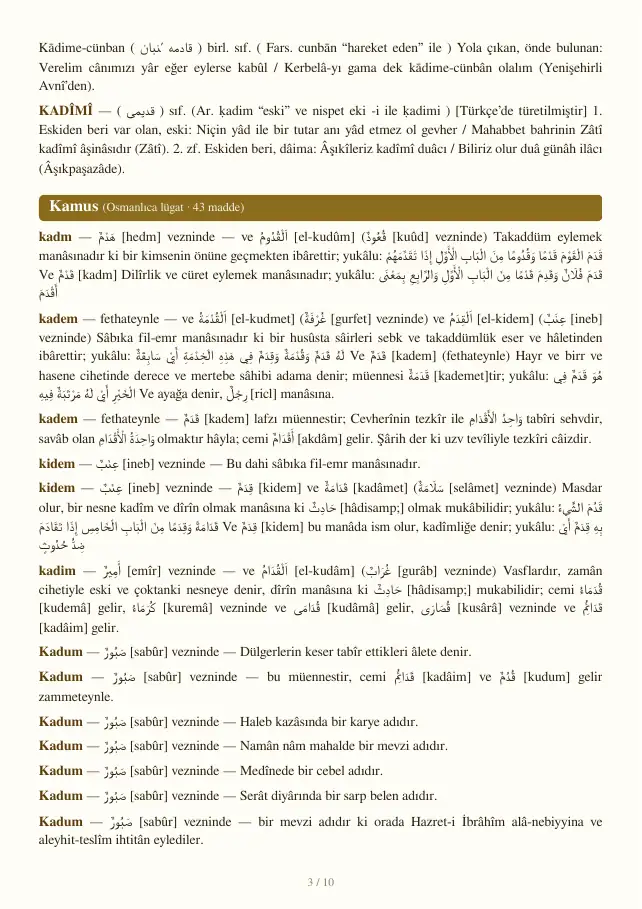 Kādime-cünban ( قادمه ‌نبان ) birl. sıf. ( Fars. cunbān “hareket eden” ile ) Yola çıkan, önde bulunan:
Verelim cânımızı yâr eğer eylerse kabûl / Kerbelâ-yı gama dek kādime-cünbân olalım (Yenişehirli
Avnî’den).
KADÎMÎ — ( قديمى ) sıf. (Ar. ḳadіm “eski” ve nispet eki -i ile ḳadimi ) [Türkçe’de türetilmiştir] 1.
Eskiden beri var olan, eski: Niçin yâd ile bir tutar anı yâd etmez ol gevher / Mahabbet bahrinin Zâtî
kadîmî âşinâsıdır (Zâtî). 2. zf. Eskiden beri, dâima: Âşıkîleriz kadîmî duâcı / Biliriz olur duâ günâh ilâcı
(Âşıkpaşazâde).
Kamus (Osmanlıca lügat · 43 madde)
kadm — هَدْمٌ [hedm] vezninde — ve اَلْقُدُومُ [el-kudûm] (قُعُودٌ [kuûd] vezninde) Takaddüm eylemek
manâsınadır ki bir kimsenin önüne geçmekten ibârettir; yukâlu: قَدَمَ الْقَوْمَ قَدْمًا وَقُدُومًا مِنَ الْبَابِ الْأَوَّلِ إِذَا تَقَدَّمَهُمْ
Ve قَدْمٌ [kadm] Dilîrlik ve cüret eylemek manâsınadır; yukâlu: قَدَمَ فُلَانٌ وَقَدِمَ قَدْمًا مِنَ الْبَابِ الْأَوَّلِ وَالرَّابِعِ بِمَعْنَى
أَقْدَمَ
kadem — fethateynle — ve اَلْقُدْمَةُ [el-kudmet] (غُرْفَةٌ [gurfet] vezninde) ve اَلْقِدَمُ [el-kidem] (عِنَبٌ [ineb]
vezninde) Sâbıka fil-emr manâsınadır ki bir husûsta sâirleri sebk ve takaddümlük eser ve hâletinden
ibârettir; yukâlu: لَهُ قَدَمٌ وَقُدْمَةٌ وَقِدَمٌ فِي هَذِهِ الْخِدْمَةِ أَيْ سَابِقَةٌ Ve قَدَمٌ [kadem] (fethateynle) Hayr ve birr ve
hasene cihetinde derece ve mertebe sâhibi adama denir; müennesi قَدَمَةٌ [kademet]tir; yukâlu: هُوَ قَدَمٌ فِي
الْخَيْرِ أَيْ لَهُ مَرْتَبَةٌ فِيهِ Ve ayağa denir, رِجْلٌ [ricl] manâsına.
kadem — fethateynle — قَدَمٌ [kadem] lafzı müennestir; Cevherînin tezkîr ile وَاحِدُ الْأَقْدَامِ tabîri sehvdir,
savâb olan وَاحِدَةُ الْأَقْدَامِ olmaktır hâyla; cemi أَقْدَامٌ [akdâm] gelir. Şârih der ki uzv tevîliyle tezkîri câizdir.
kidem — عِنَبٌ [ineb] vezninde — Bu dahi sâbıka fil-emr manâsınadır.
kidem — عِنَبٌ [ineb] vezninde — قِدَمٌ [kidem] ve قَدَامَةٌ [kadâmet] (سَلَامَةٌ [selâmet] vezninde) Masdar
olur, bir nesne kadîm ve dîrîn olmak manâsına ki حَادِثٌ [hâdisamp;] olmak mukâbilidir; yukâlu: قَدُمَ الشَّيْءُ
قَدَامَةً وَقِدَمًا مِنَ الْبَابِ الْخَامِسِ إِذَا تَقَادَمَ Ve قِدَمٌ [kidem] bu manâda ism olur, kadîmliğe denir; yukâlu: بِهِ قِدَمٌ أَيْ
ضِدُّ حُدُوثٍ
kadim — أَمِيرٌ [emîr] vezninde — ve اَلْقُدَامُ [el-kudâm] (غُرَابٌ [gurâb] vezninde) Vasflardır, zamân
cihetiyle eski ve çoktanki nesneye denir, dîrîn manâsına ki حَادِثٌ [hâdisamp;] mukabilidir; cemi قُدَمَاءُ
[kudemâ] gelir, كُرَمَاءُ [kuremâ] vezninde ve قُدَامَى [kudâmâ] gelir, قُصَارَى [kusârâ] vezninde ve قَدَائِمُ
[kadâim] gelir.
Kadum — صَبُورٌ [sabûr] vezninde — Dülgerlerin keser tabîr ettikleri âlete denir.
Kadum — صَبُورٌ [sabûr] vezninde — bu müennestir, cemi قَدَائِمُ [kadâim] ve قُدُمٌ [kudum] gelir
zammeteynle.
Kadum — صَبُورٌ [sabûr] vezninde — Haleb kazâsında bir karye adıdır.
Kadum — صَبُورٌ [sabûr] vezninde — Namân nâm mahalde bir mevzi adıdır.
Kadum — صَبُورٌ [sabûr] vezninde — Medînede bir cebel adıdır.
Kadum — صَبُورٌ [sabûr] vezninde — Serât diyârında bir sarp belen adıdır.
Kadum — صَبُورٌ [sabûr] vezninde — bir mevzi adıdır ki orada Hazret-i İbrâhîm alâ-nebiyyina ve
aleyhit-teslîm ihtitân eylediler.
3 / 10